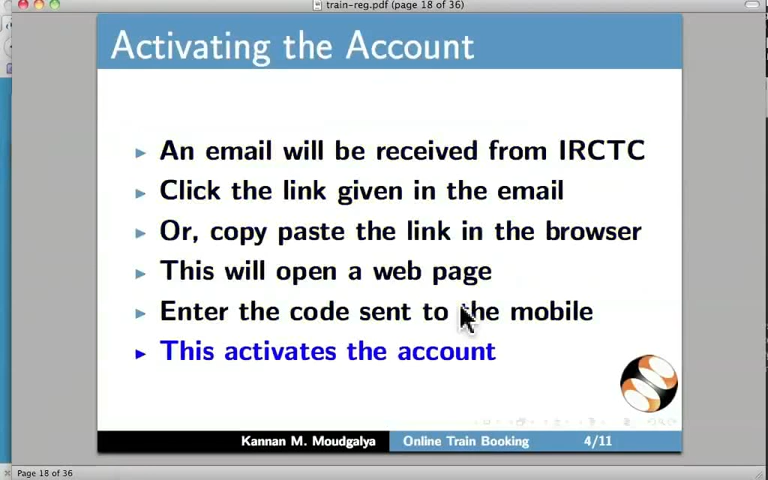 train-reg.pdf (page 18 of 36)
Activating the Account
An email will be received from IRCTC
Click the link given in the email
Or, copy paste the link in the browser
This will open a web page
Enter the code sent to the mobile
This activates the account
Kannan M. Moudgalya Online Train Booking 4/11
Page 18 of 36